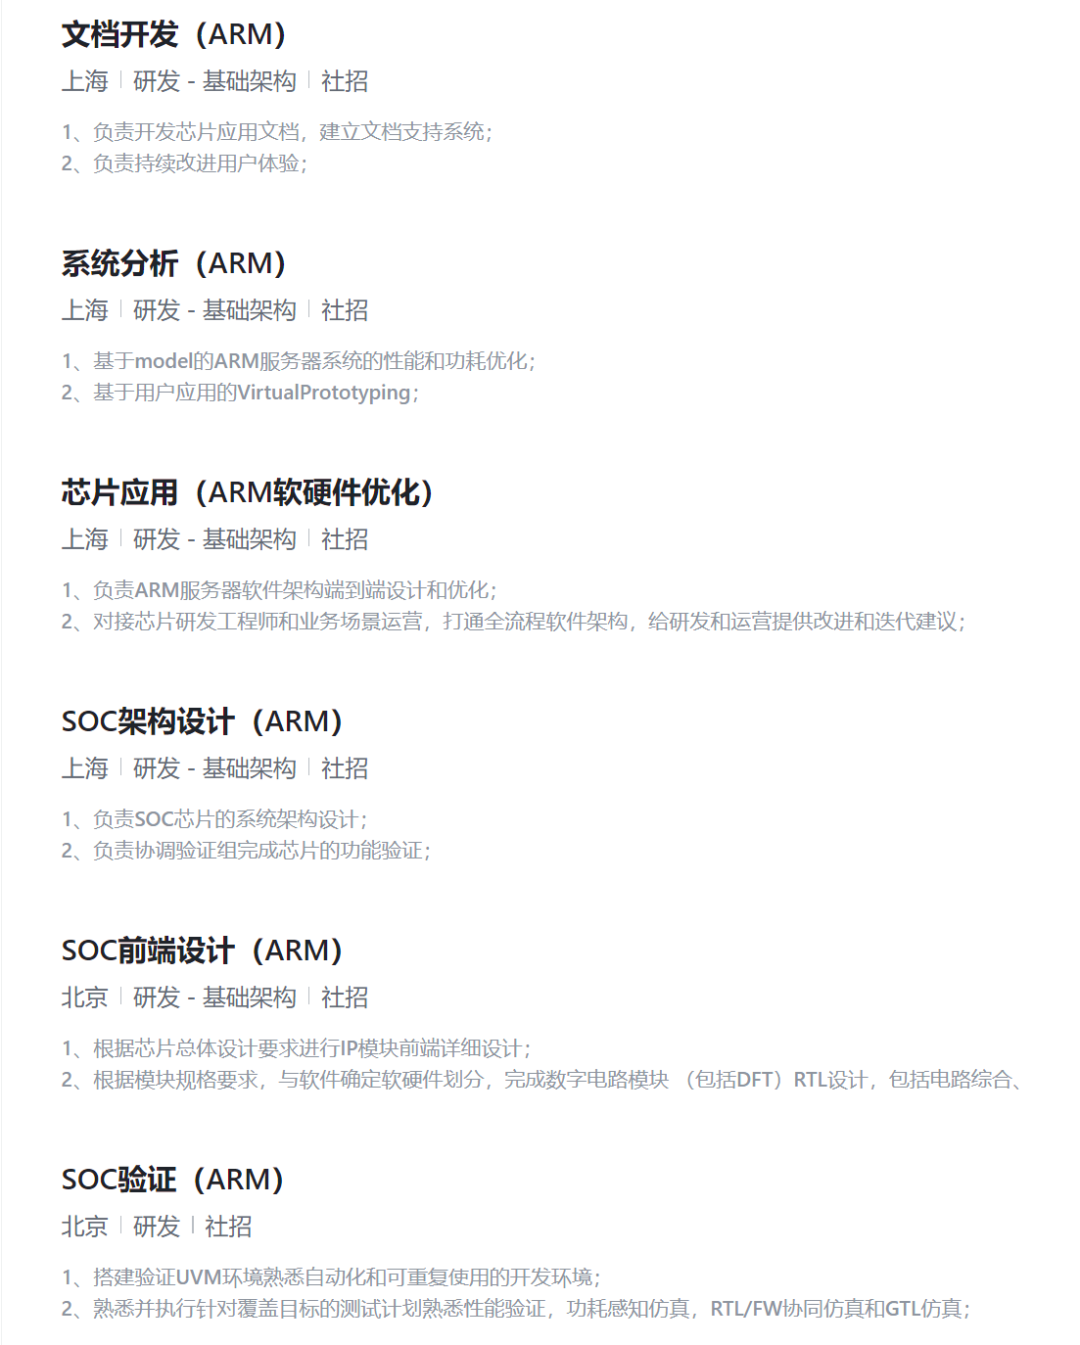 文档开发（ARM）
上海 | 研发 - 基础架构 | 社招
1、负责开发芯片应用文档，建立文档支持系统；
2、负责持续改进用户体验；
系统分析（ARM）
上海 | 研发 - 基础架构 | 社招
1、基于model的ARM服务器系统的性能和功耗优化；
2、基于用户应用的VirtualPrototyping；
芯片应用（ARM软硬件优化）
上海 | 研发 - 基础架构 | 社招
1、负责ARM服务器软件架构端到端设计和优化；
2、对接芯片研发工程师和业务场景运营，打通全流程软件架构，给研发和运营提供改进和迭代建议；
SOC架构设计（ARM）
上海 | 研发 - 基础架构 | 社招
1、负责SOC芯片的系统架构设计；
2、负责协调验证组完成芯片的功能验证；
SOC前端设计（ARM）
北京 | 研发 - 基础架构 | 社招
1、根据芯片总体设计要求进行IP模块前端详细设计；
2、根据模块规格要求，与软件确定软硬件划分，完成数字电路模块 （包括DFT）RTL设计，包括电路综合、
SOC验证（ARM）
北京 | 研发 | 社招
1、搭建验证UVM环境熟悉自动化和可重复使用的开发环境；
2、熟悉并执行针对覆盖目标的测试计划熟悉性能验证，功耗感知仿真，RTL/FW协同仿真和GTL仿真；